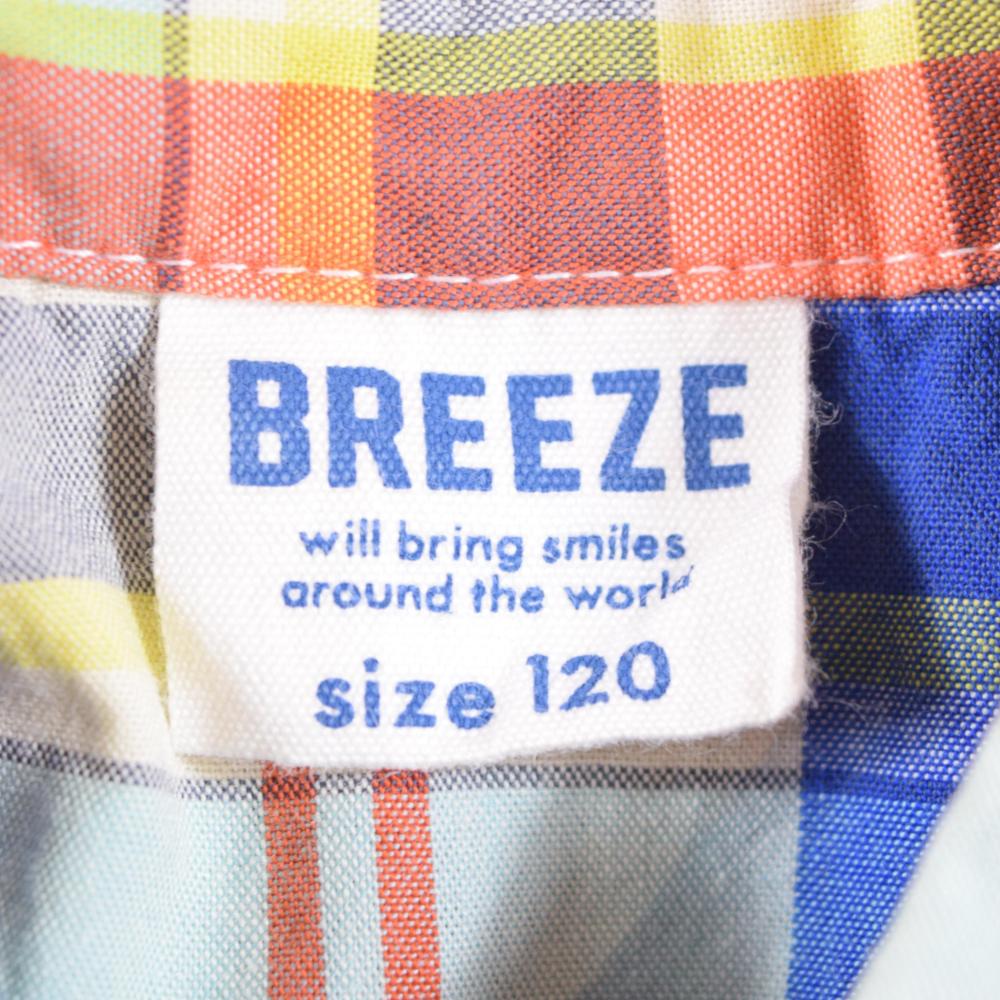 BREEZE
will bring smiles
around the world
size 120